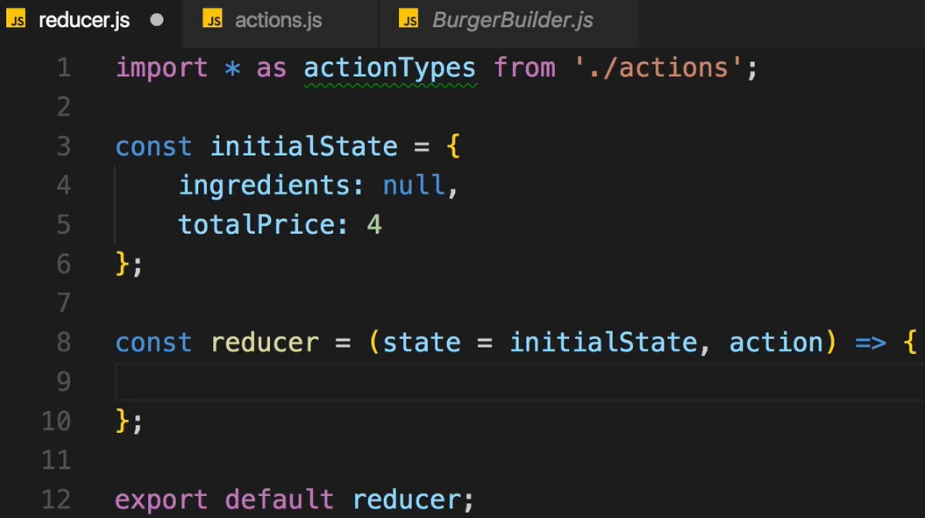 JS reducer.js JS actions.js JS BurgerBuilder.js
1 import * as actionTypes from './actions';
2
3 const initialState = {
4     ingredients: null,
5     totalPrice: 4
6 };
7
8 const reducer = (state = initialState, action) => {
9
10 };
11
12 export default reducer;